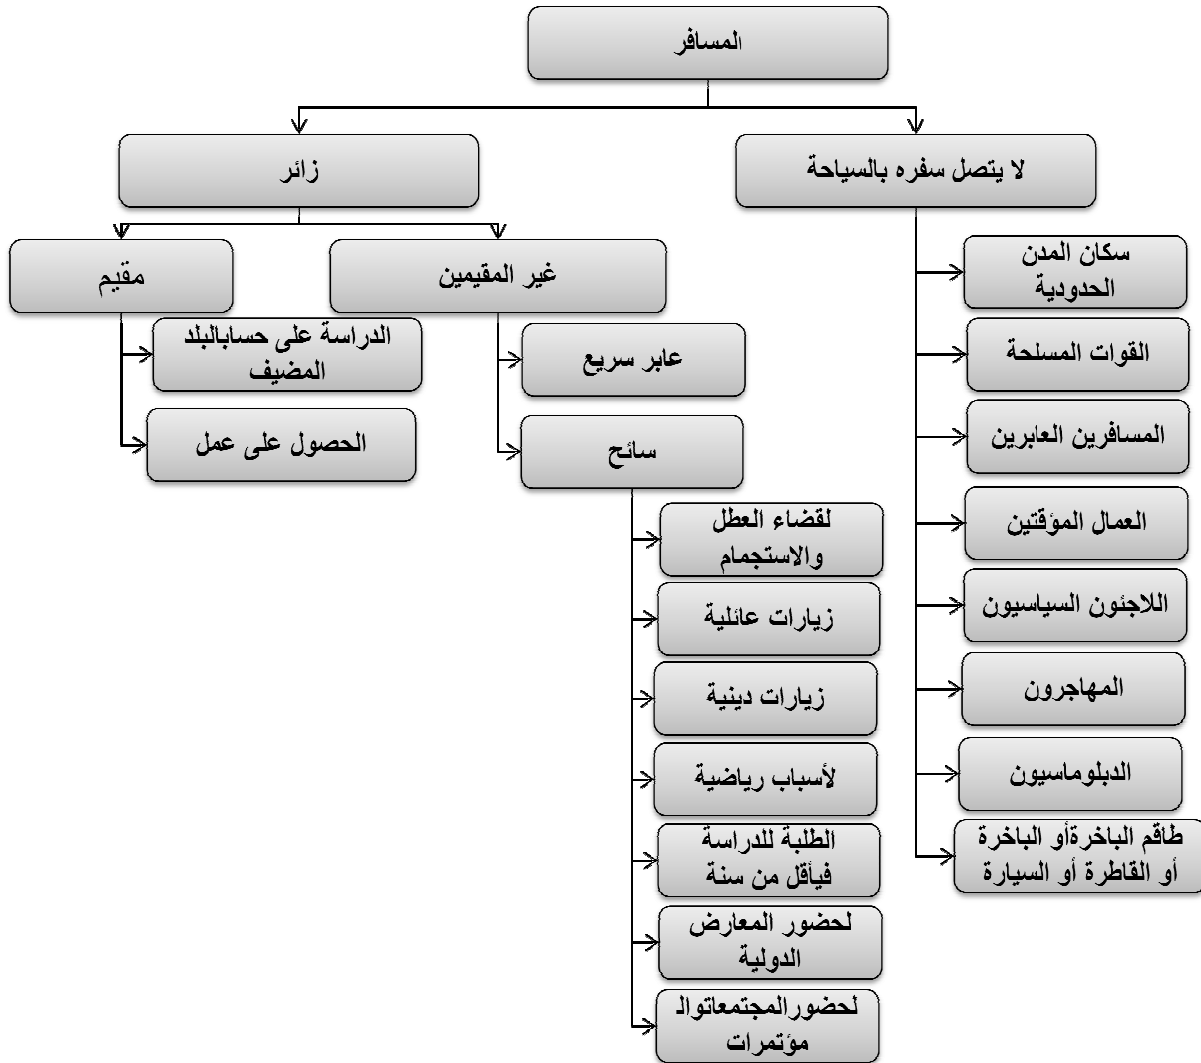 المسافر
لا يتصل سفره بالسياحة
سكان المدن
الحدودية
القوات المسلحة
المسافرين العابرين
العمال المؤقتين
اللاجئون السياسيون
المهاجرون
الدبلوماسيون
طاقم الباخرةأو الباخرة
أو القاطرة أو السيارة
زائر
غير المقيمين
عابر سريع
سائح
لقضاء العطل
والاستجمام
زيارات عائلية
زيارات دينية
لأسباب رياضية
الطلبة للدراسة
فيأقل من سنة
لحضور المعارض
الدولية
لحضورالمجتمعاتوالـ
مؤتمرات
مقيم
الدراسة على حسابالبلد
المضيف
الحصول على عمل